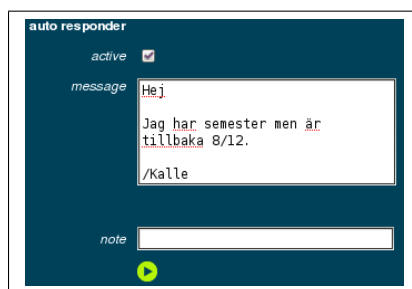 auto responder
active
message
Hej
Jag har semester men är
tillbaka 8/12.
/Kalle
note